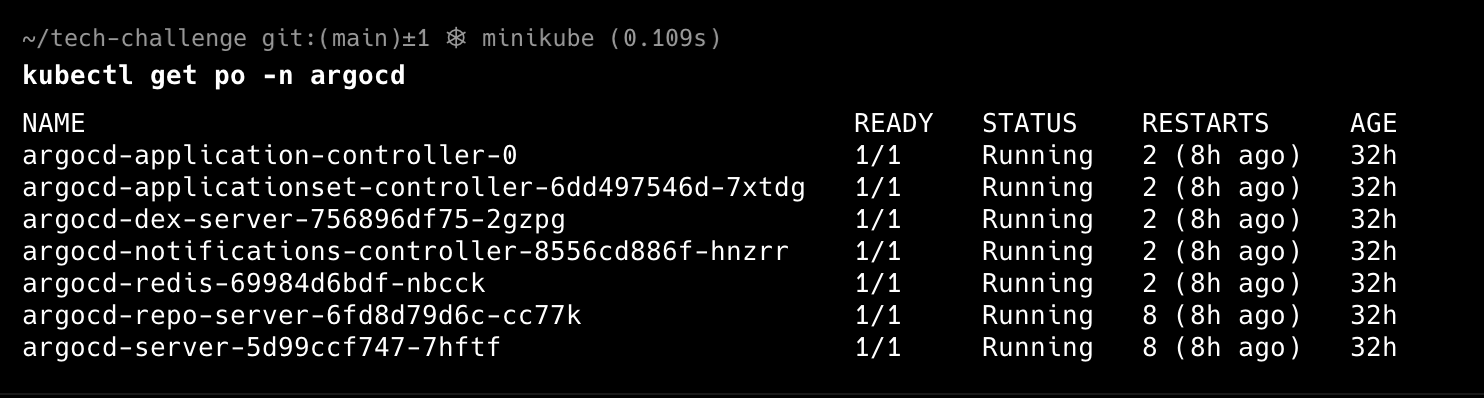 ~/tech-challenge git:(main)±1 ⎈ minikube (0.109s)
kubectl get po -n argocd
NAME READY STATUS RESTARTS AGE
argocd-application-controller-0 1/1 Running 2 (8h ago) 32h
argocd-applicationset-controller-6dd497546d-7xtdg 1/1 Running 2 (8h ago) 32h
argocd-dex-server-756896df75-2gzpg 1/1 Running 2 (8h ago) 32h
argocd-notifications-controller-8556cd886f-hnzrr 1/1 Running 2 (8h ago) 32h
argocd-redis-69984d6bdf-nbcck 1/1 Running 2 (8h ago) 32h
argocd-repo-server-6fd8d79d6c-cc77k 1/1 Running 8 (8h ago) 32h
argocd-server-5d99ccf747-7hftf 1/1 Running 8 (8h ago) 32h